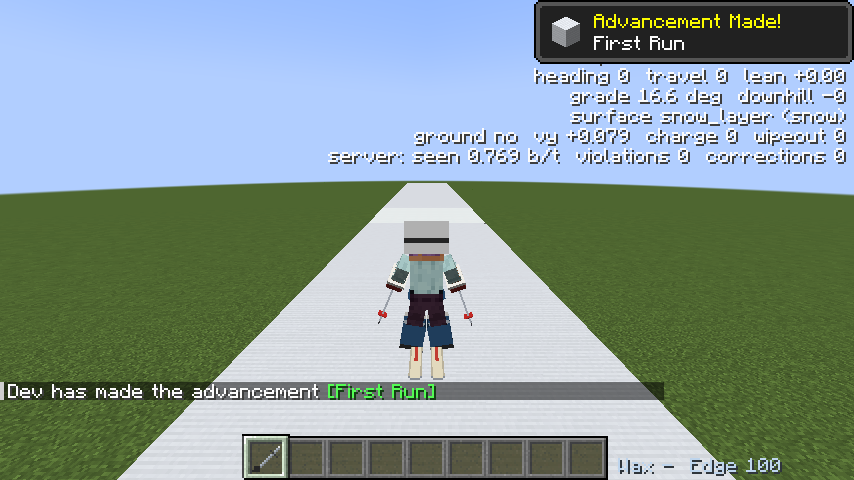 Advancement Made!
First Run
heading 0 travel 0 lean +0.00
grade 16.6 deg downhill -0
surface snow_layer (snow)
ground no vy +0.079 charge 0 wipeout 0
server: seen 0.769 b/t violations 0 corrections 0
Dev has made the advancement [First Run]
Wax - Edge 100